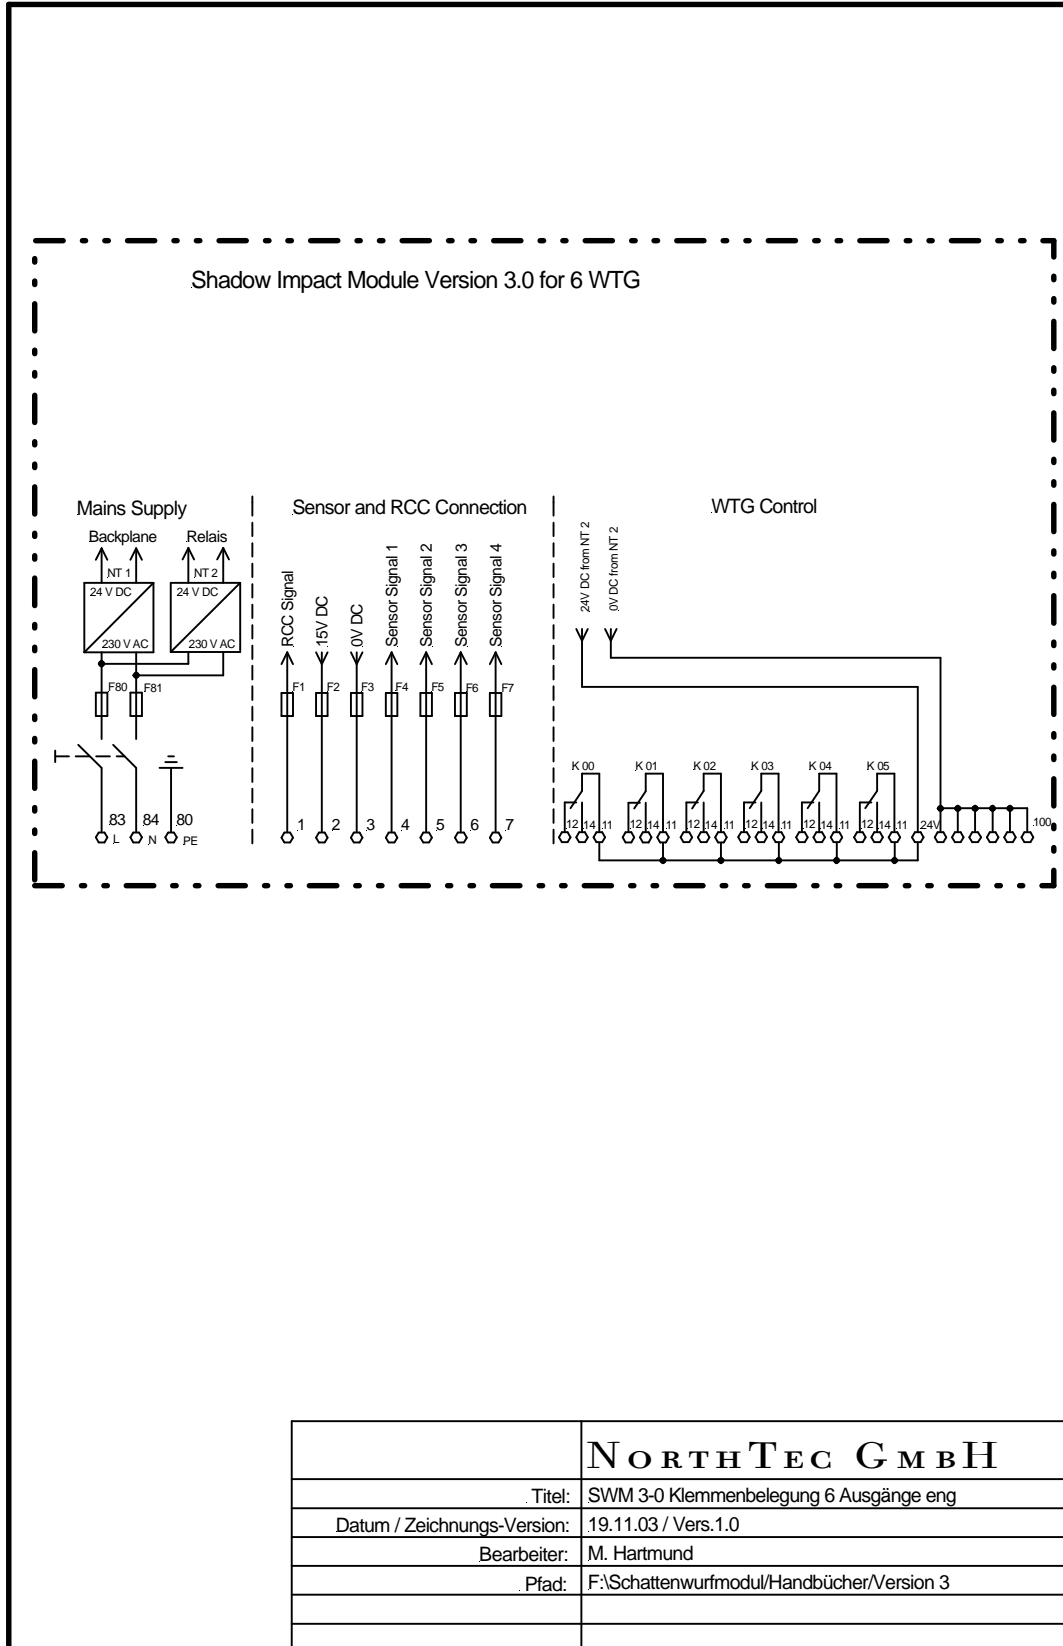 Shadow Impact Module Version 3.0 for 6 WTG
Mains Supply
Sensor and RCC Connection
WTG Control
Backplane
Relais
NT 1
NT 2
24 V DC
24 V DC
230 V AC
230 V AC
F80
F81
83
84
80
L
N
PE
RCC Signal
15V DC
0V DC
Sensor Signal 1
Sensor Signal 2
Sensor Signal 3
Sensor Signal 4
F1
F2
F3
F4
F5
F6
F7
1
2
3
4
5
6
7
24V DC from NT 2
0V DC from NT 2
K 00
K 01
K 02
K 03
K 04
K 05
12 14 11
12 14 11
12 14 11
12 14 11
12 14 11
12 14 11
24V
100
NORTHTEC GMBH
Titel: SWM 3-0 Klemmenbelegung 6 Ausgänge eng
Datum / Zeichnungs-Version: 19.11.03 / Vers.1.0
Bearbeiter: M. Hartmund
Pfad: F:\Schattenwurfmodul/Handbücher/Version 3